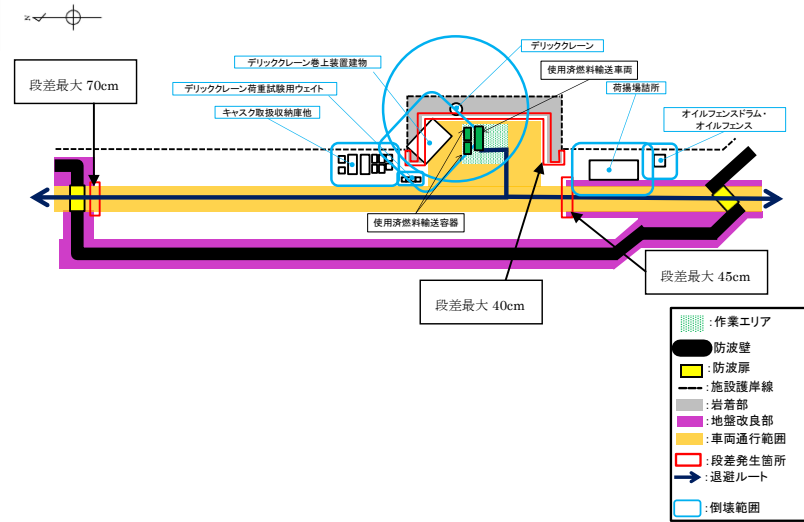 N
デリッククレーン
デリッククレーン巻上装置建物
使用済燃料輸送車両
段差最大 70cm
デリッククレーン荷重試験用ウェイト
荷揚場詰所
キャスク取扱収納庫他
オイルフェンスドラム・
オイルフェンス
使用済燃料輸送容器
段差最大 40cm
段差最大 45cm
:作業エリア
:防波壁
:防波扉
:施設護岸線
:岩着部
:地盤改良部
:車両通行範囲
:段差発生箇所
:退避ルート
:倒壊範囲